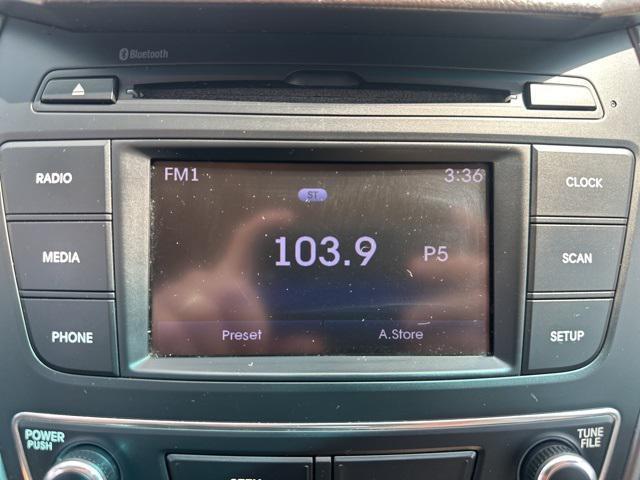 Bluetooth
RADIO
MEDIA
PHONE
FM1
3:36
ST
103.9
P5
Preset
A.Store
CLOCK
SCAN
SETUP
POWER
PUSH
TUNE
FILE